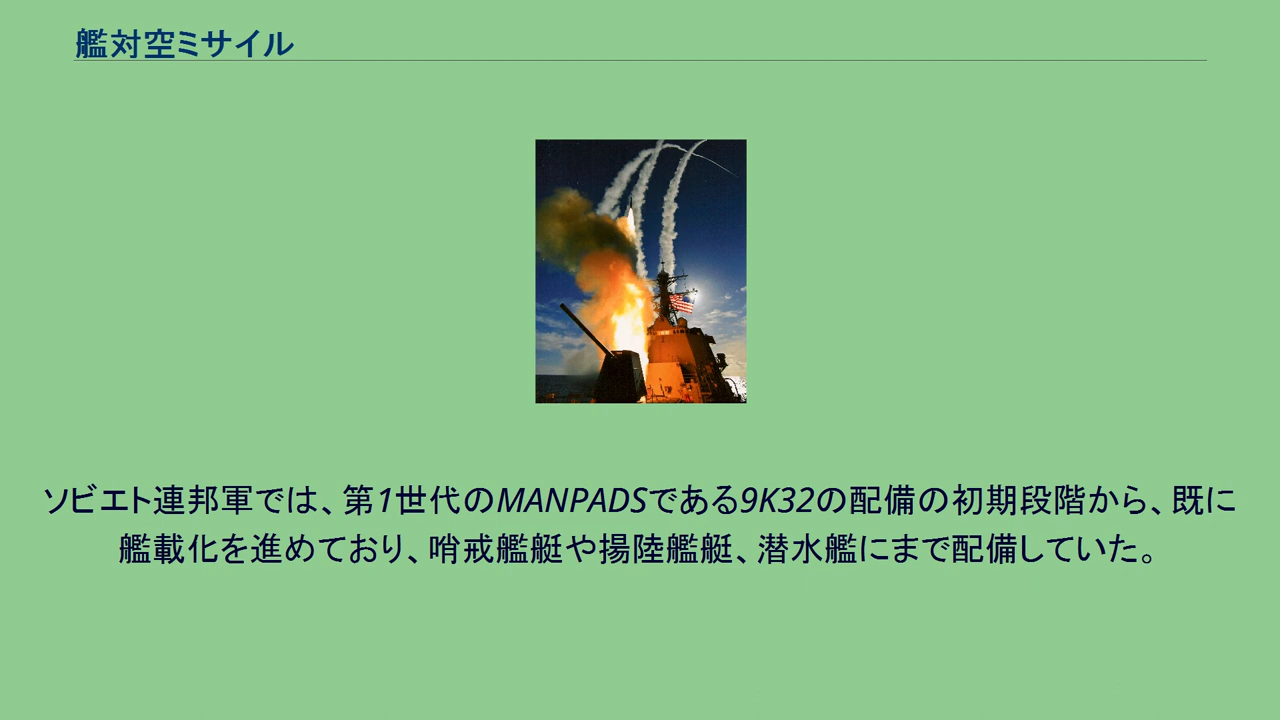 艦対空ミサイル
ソビエト連邦軍では、第1世代のMANPADSである9K32の配備の初期段階から、既に
艦載化を進めており、哨戒艦艇や揚陸艦艇、潜水艦にまで配備していた。